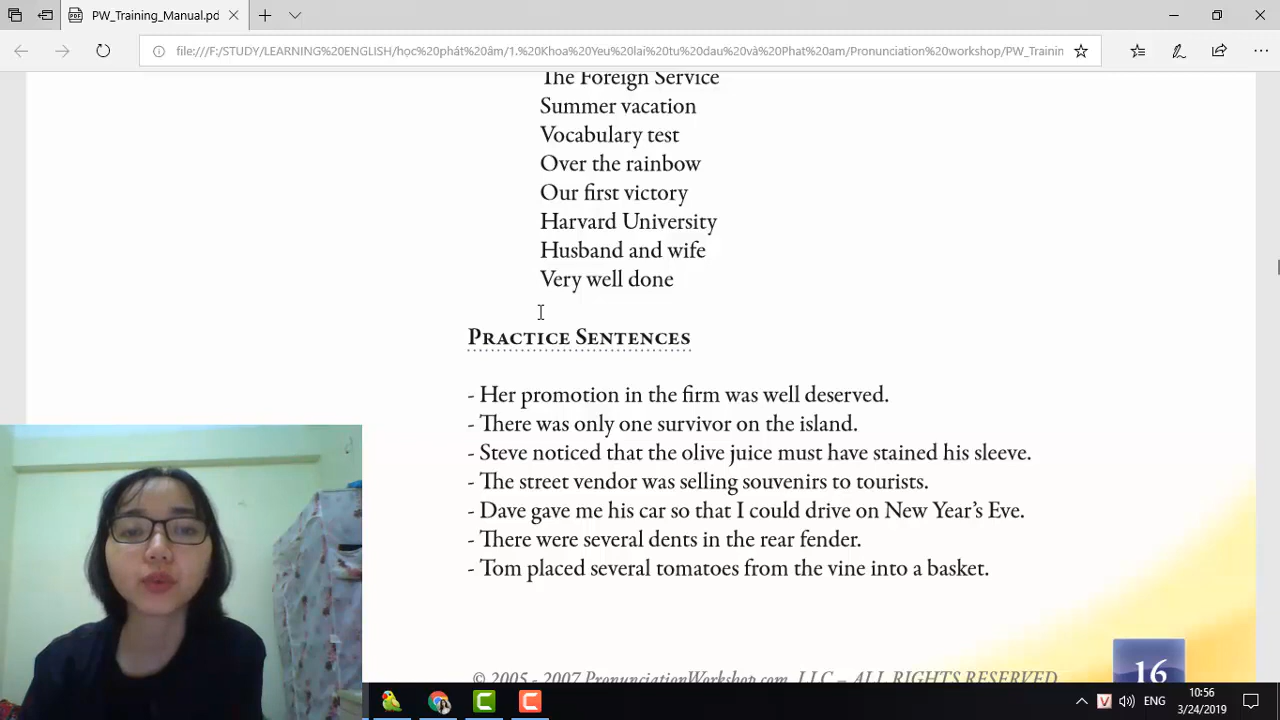 PW_Training_Manual.pd
file:///F:/STUDY/LEARNING%20ENGLISH/học%20phát%20âm/1.%20Khoa%20Yeu%20lai%20tu%20dau%20và%20Phat%20am/Pronunciation%20workshop/PW_Trainin
The Foreign Service
Summer vacation
Vocabulary test
Over the rainbow
Our first victory
Harvard University
Husband and wife
Very well done
Practice Sentences
- Her promotion in the firm was well deserved.
- There was only one survivor on the island.
- Steve noticed that the olive juice must have stained his sleeve.
- The street vendor was selling souvenirs to tourists.
- Dave gave me his car so that I could drive on New Year's Eve.
- There were several dents in the rear fender.
- Tom placed several tomatoes from the vine into a basket.
16
© 2005 - 2007 PronunciationWorkshop.com, LLC – ALL RIGHTS RESERVED
V ENG 10:56
3/24/2019